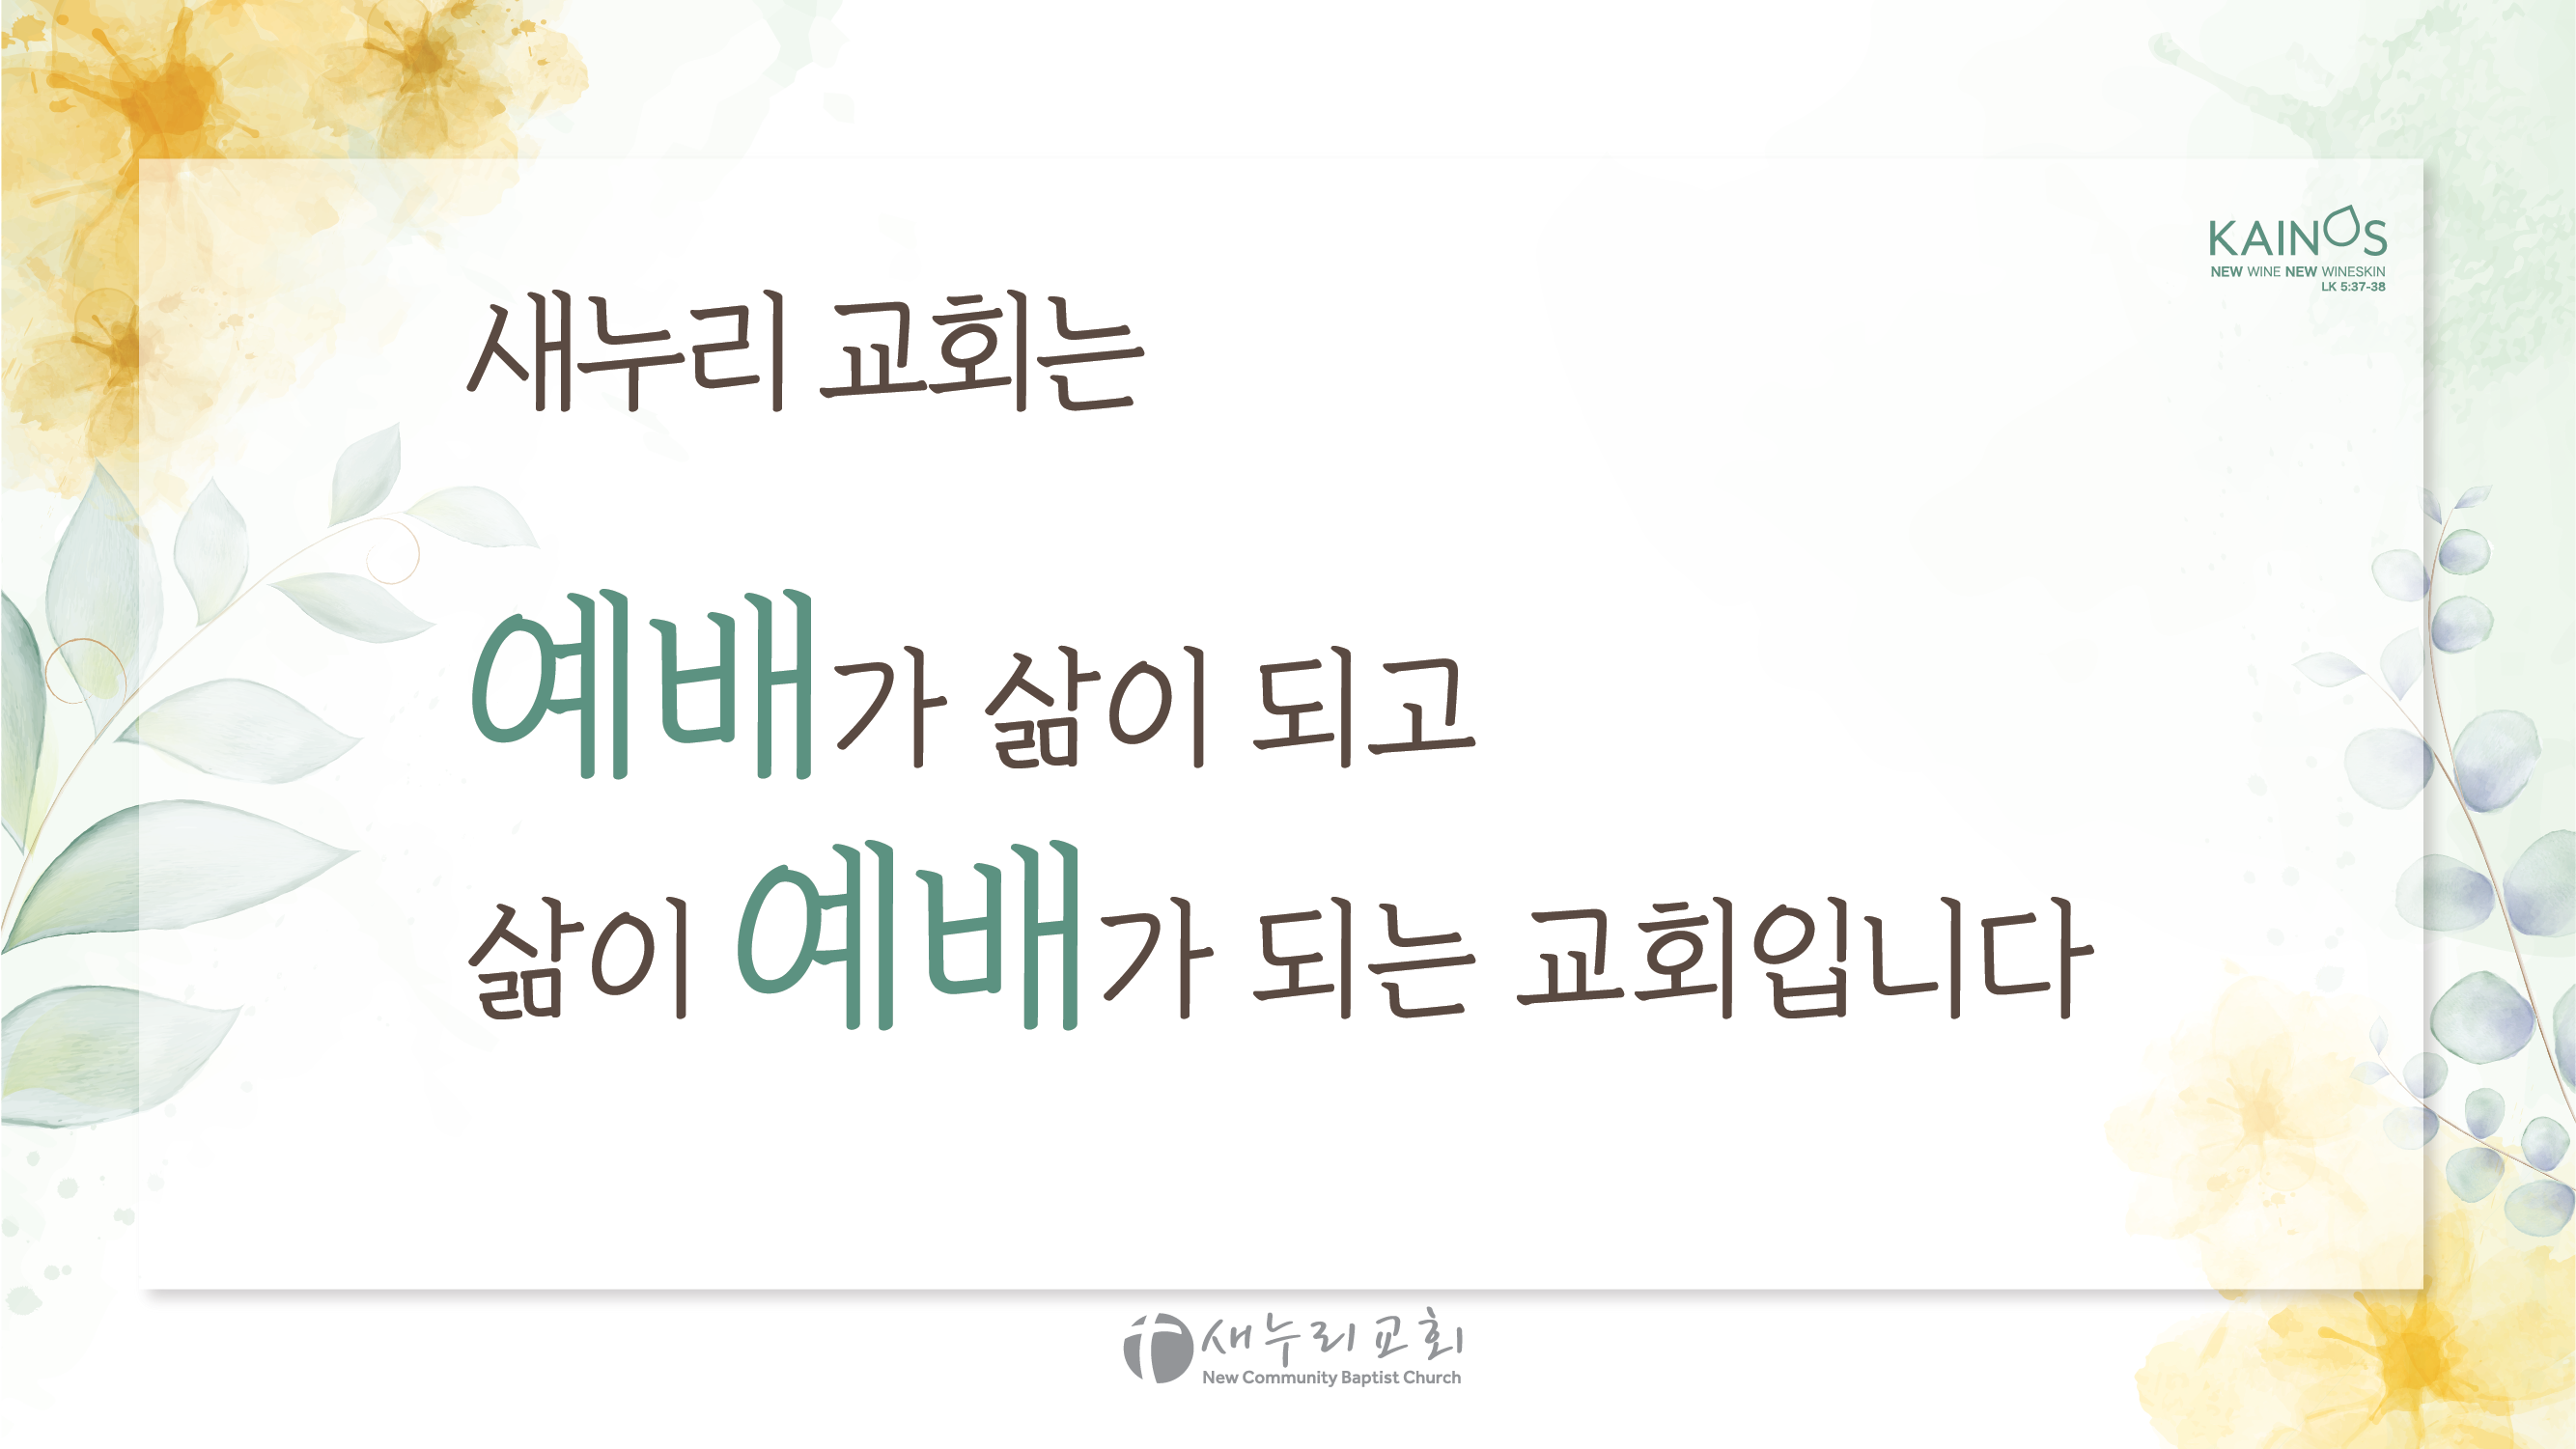 KAINOS
NEW WINE NEW WINESKIN
LK 5:37-38
새누리 교회는
예배가 삶이 되고
삶이 예배가 되는 교회입니다
새누리교회
New Community Baptist Church